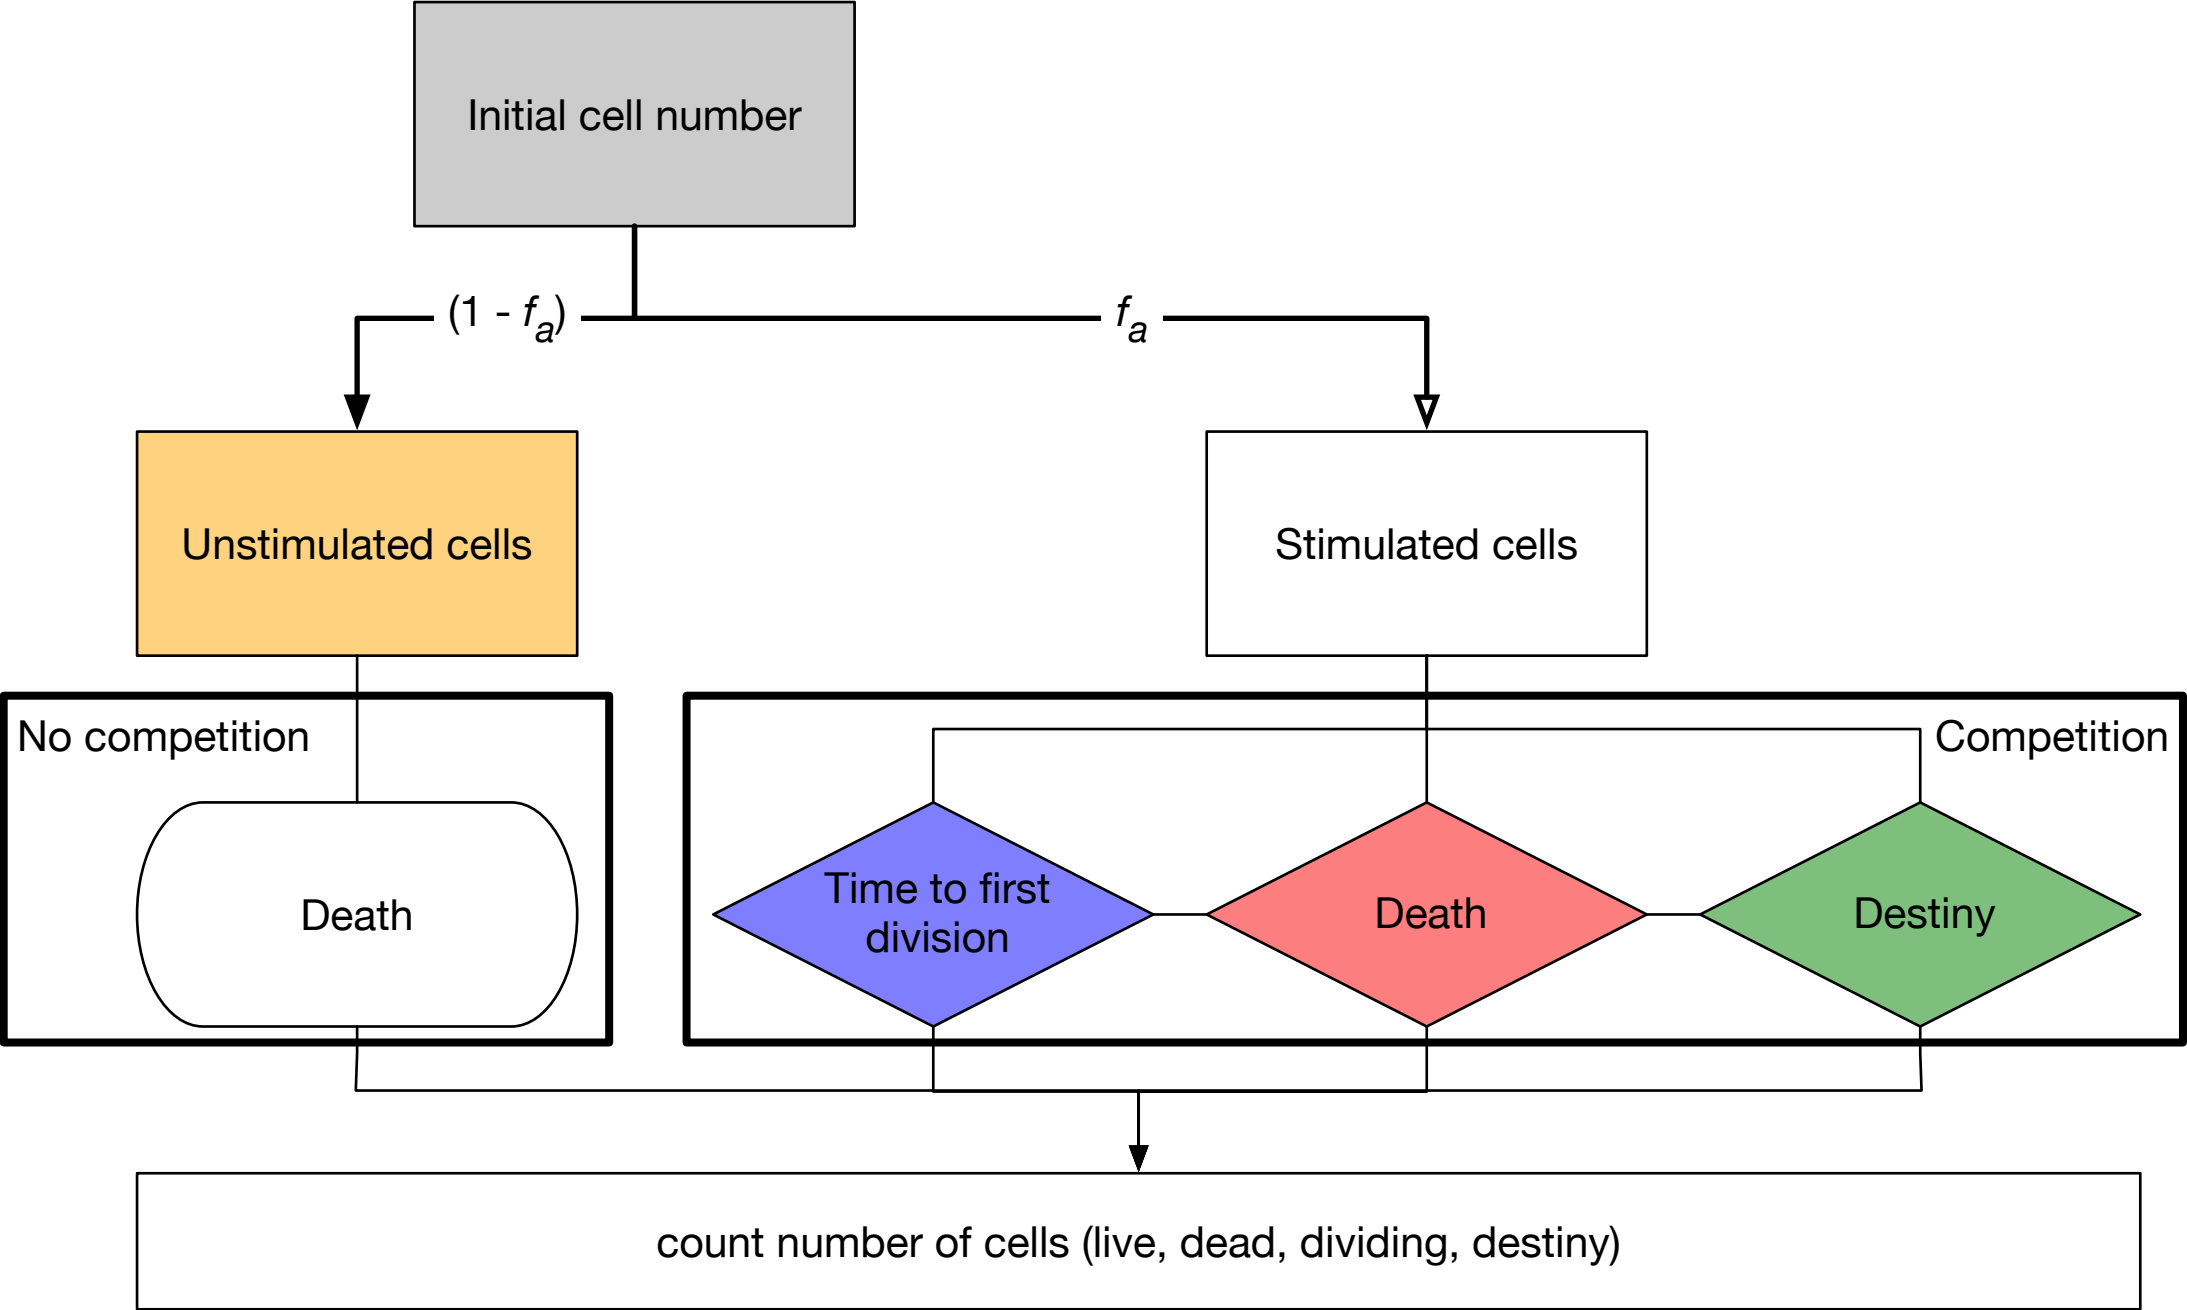 Initial cell number
(1 - fa)
fa
Unstimulated cells
Stimulated cells
No competition
Competition
Death
Time to first
division
Death
Destiny
count number of cells (live, dead, dividing, destiny)